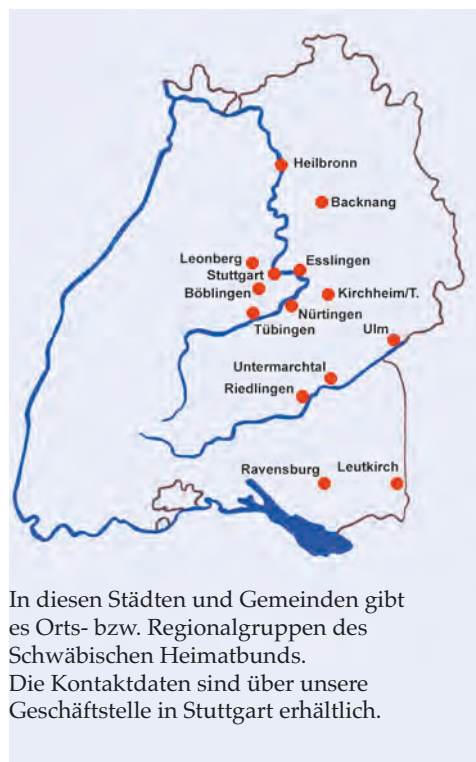 Heilbronn
Backnang
Leonberg
Esslingen
Stuttgart
Böblingen
Kirchheim/T.
Nürtingen
Tübingen
Ulm
Untermarchtal
Riedlingen
Ravensburg
Leutkirch
In diesen Städten und Gemeinden gibt
es Orts- bzw. Regionalgruppen des
Schwäbischen Heimatbunds.
Die Kontaktdaten sind über unsere
Geschäftstelle in Stuttgart erhältlich.